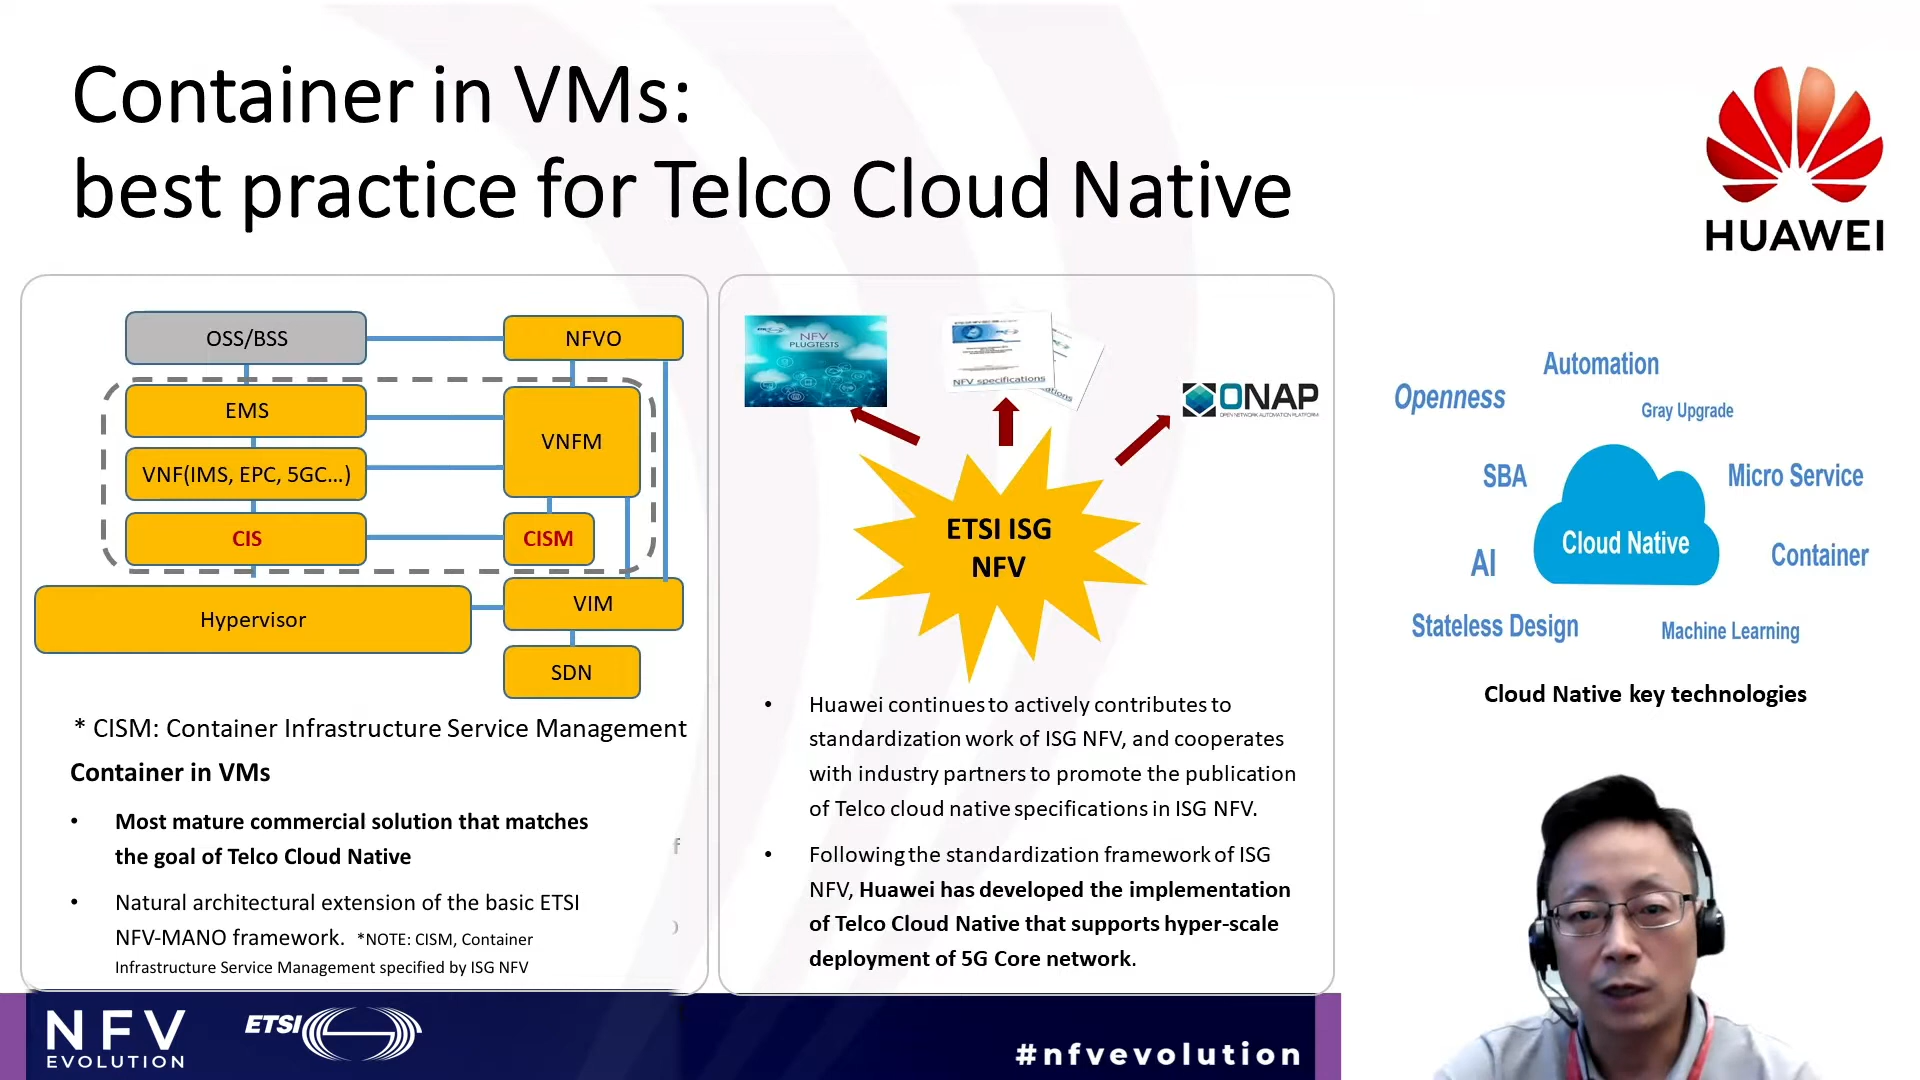 Container in VMs:
best practice for Telco Cloud Native
HUAWEI
OSS/BSS
NFVO
EMS
VNFM
VNF(IMS, EPC, 5GC...)
CIS
CISM
Hypervisor
VIM
SDN
* CISM: Container Infrastructure Service Management
Container in VMs
• Most mature commercial solution that matches
the goal of Telco Cloud Native
• Natural architectural extension of the basic ETSI
NFV-MANO framework. *NOTE: CISM, Container
Infrastructure Service Management specified by ISG NFV
NFV
PLUGTESTS
NFV specifications
ONAP
OPEN NETWORK AUTOMATION PLATFORM
ETSI ISG
NFV
• Huawei continues to actively contributes to
standardization work of ISG NFV, and cooperates
with industry partners to promote the publication
of Telco cloud native specifications in ISG NFV.
• Following the standardization framework of ISG
NFV, Huawei has developed the implementation
of Telco Cloud Native that supports hyper-scale
deployment of 5G Core network.
Automation
Openness
Gray Upgrade
SBA
Micro Service
Cloud Native
AI
Container
Stateless Design
Machine Learning
Cloud Native key technologies
NFV
EVOLUTION
ETSI
#nfvevolution